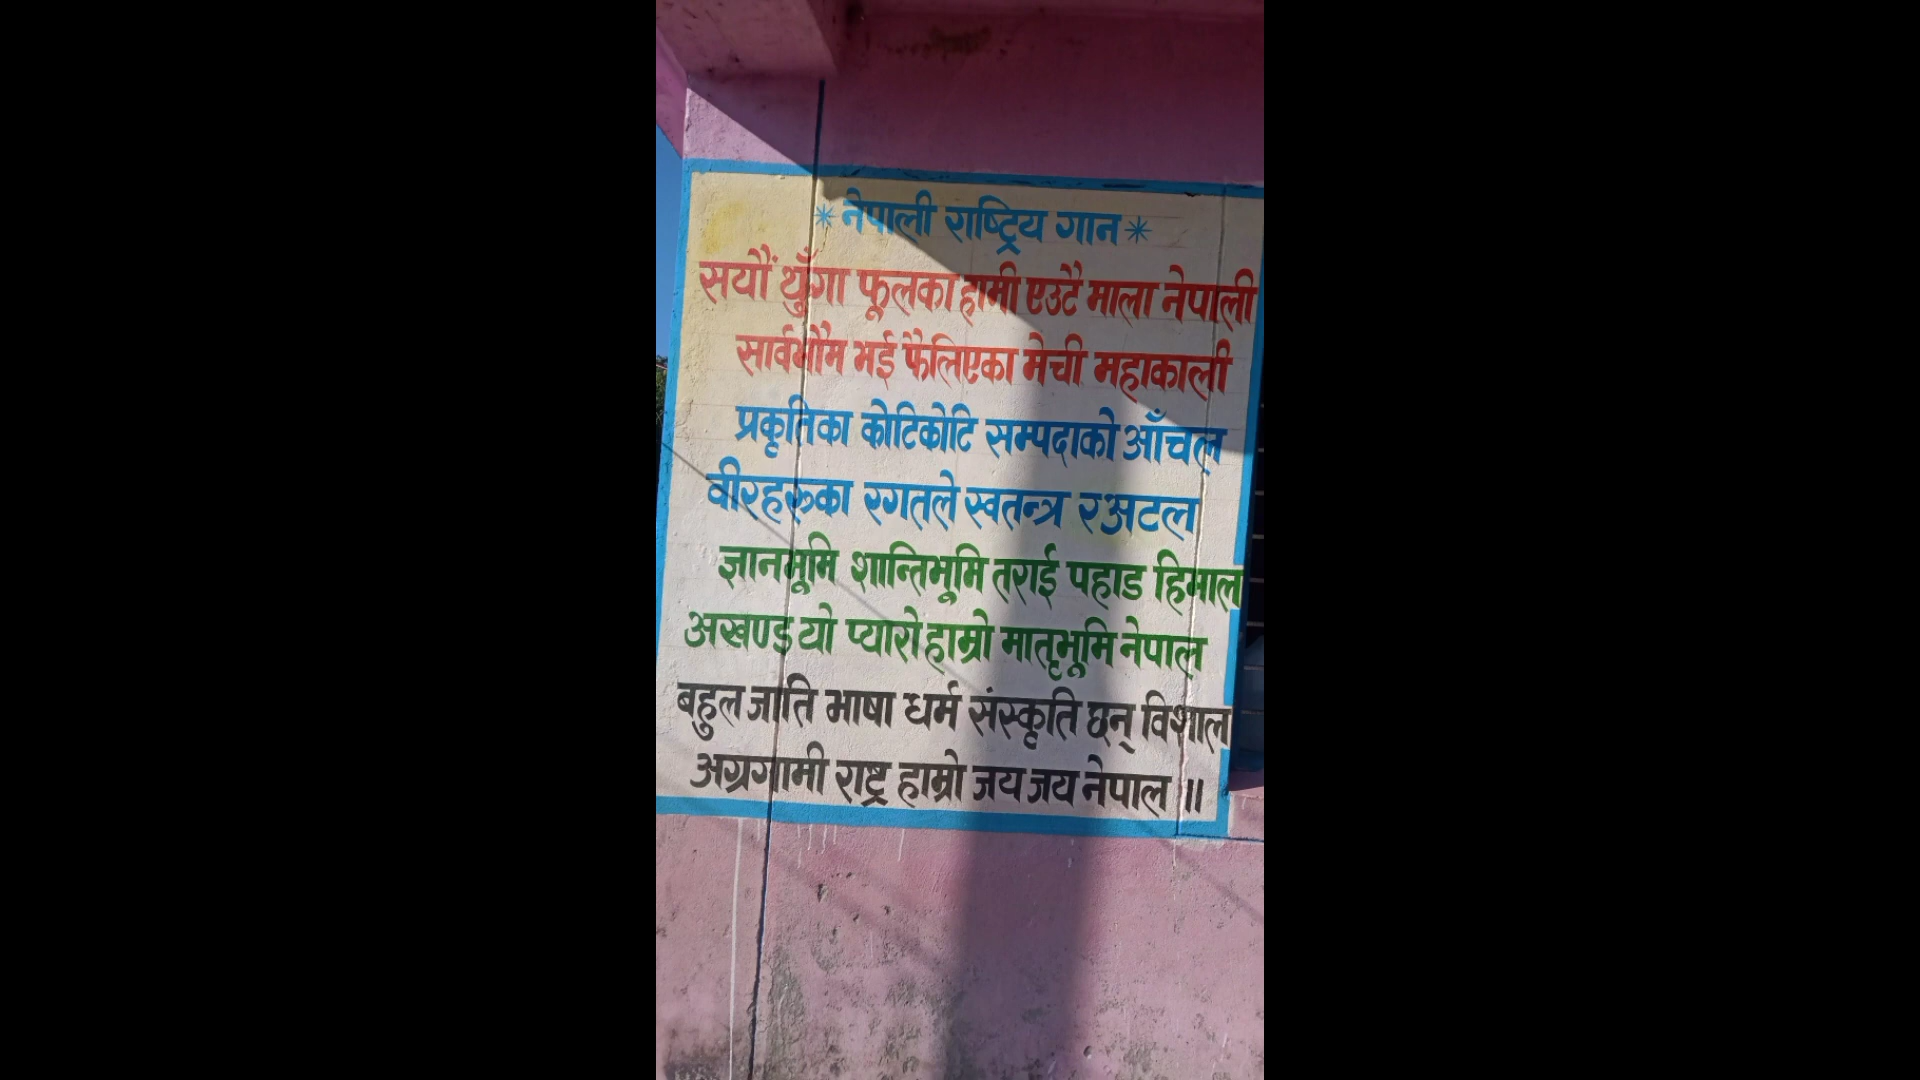 * नेपाली राष्ट्रिय गान *
सयौं थुँगा फूलका हामी एउटै माला नेपाली
सार्वभौम भई फैलिएका मेची महाकाली
प्रकृतिका कोटिकोटि सम्पदाको आँचल
वीरहरुका रगतले स्वतन्त्र र अटल
ज्ञानभूमि शान्तिभूमि तराई पहाड हिमाल
अखण्ड यो प्यारो हाम्रो मातृभूमि नेपाल
बहुल जाति भाषा धर्म संस्कृति छन् विशाल
अग्रगामी राष्ट्र हाम्रो जय जय नेपाल ॥